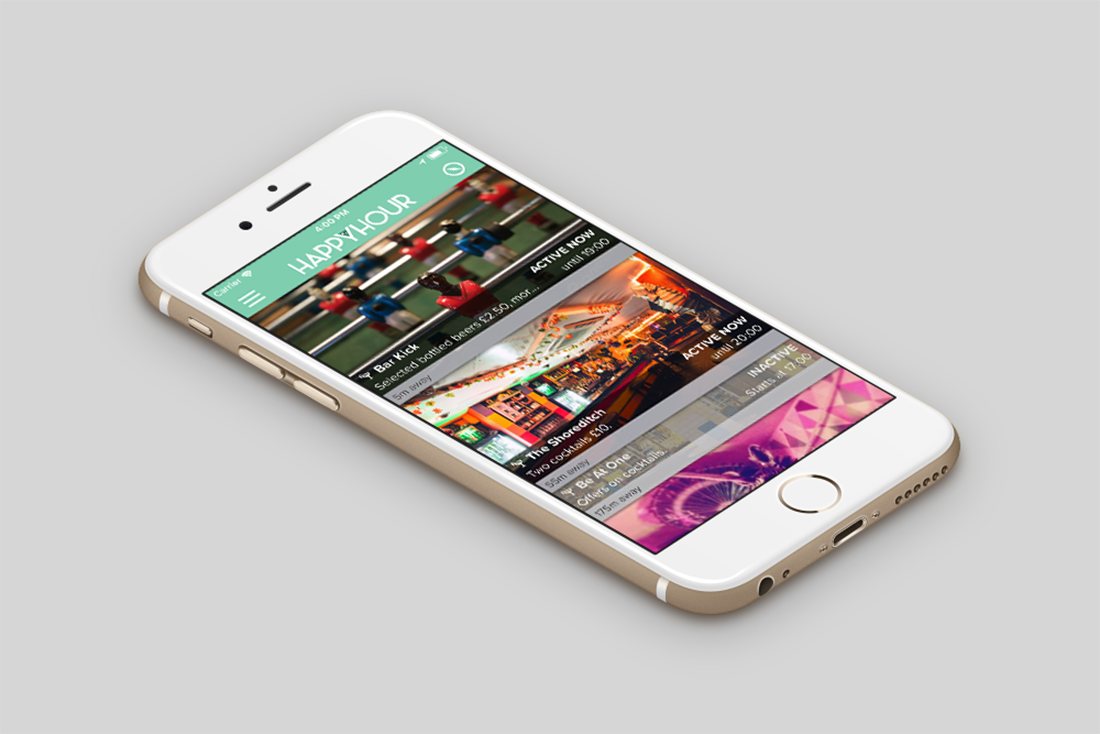 Carrier
4:00 PM
HAPPYHOUR
ACTIVE NOW
until 19:00
Bar Kick
Selected bottled beers £2.50, mor...
5m away
ACTIVE NOW
until 20:00
The Shoreditch
Two cocktails £10,
55m away
INACTIVE
Starts at 17:00
Be At One
Offers on cocktails.
175m away